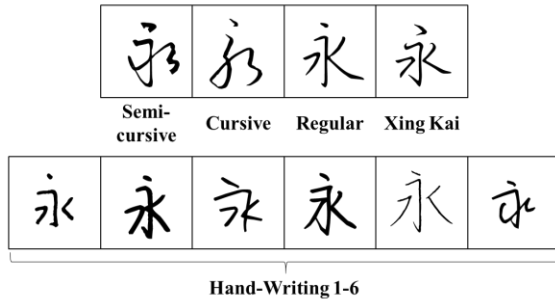 永 永 永 永
Semi-cursive Cursive Regular Xing Kai
永 永 永 永 永 永
Hand-Writing 1-6